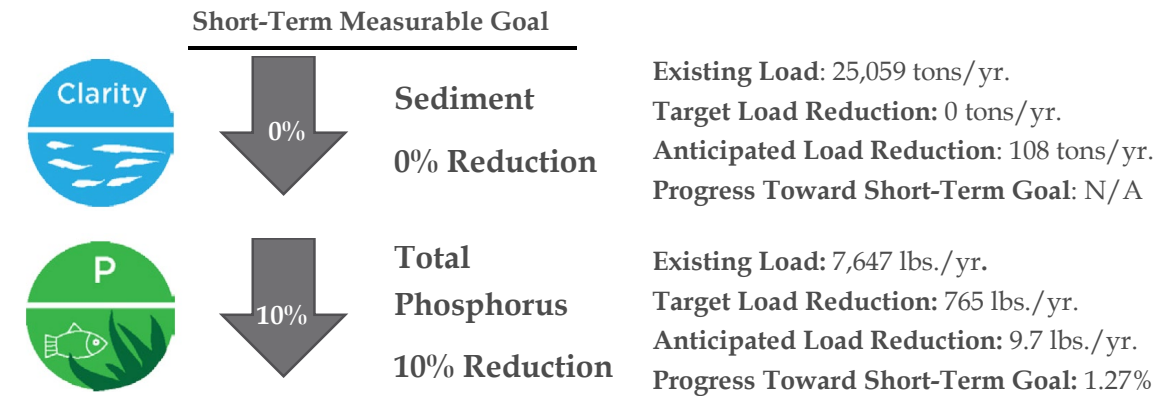 Short-Term Measurable Goal
Clarity
0%
Sediment
0% Reduction
Existing Load: 25,059 tons/yr.
Target Load Reduction: 0 tons/yr.
Anticipated Load Reduction: 108 tons/yr.
Progress Toward Short-Term Goal: N/A
P
10%
Total
Phosphorus
10% Reduction
Existing Load: 7,647 lbs./yr.
Target Load Reduction: 765 lbs./yr.
Anticipated Load Reduction: 9.7 lbs./yr.
Progress Toward Short-Term Goal: 1.27%